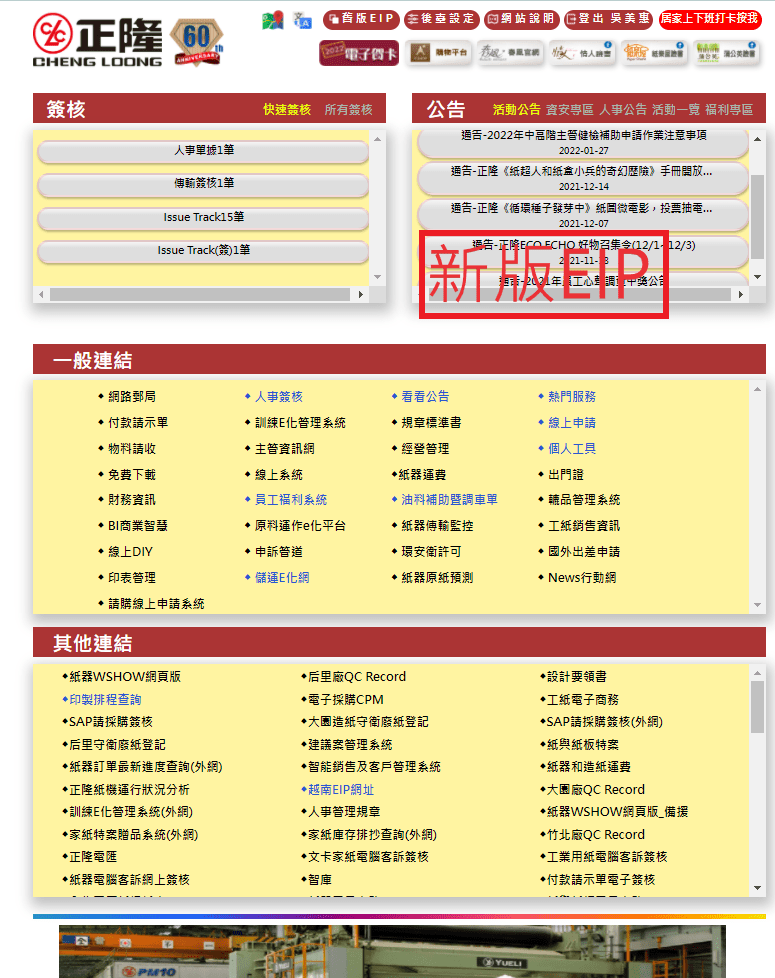 正隆
CHENG LOONG
60th
ANNIVERSARY
舊版EIP 後臺設定 網站說明 登出 吳美惠 居家上下班打卡按我
2022 電子賀卡 購物平台 春風官網 情人臉書 蒲公英臉書
簽核 快速簽核 所有簽核
人事單據1筆
傳輸簽核1筆
Issue Track15筆
Issue Track(簽)1筆
公告 活動公告 資安專區 人事公告 活動一覽 福利專區
通告-2022年中高階主管健檢補助申請作業注意事項
2022-01-27
通告-正隆《紙超人和紙盒小兵的奇幻歷險》手冊開放...
2021-12-14
通告-正隆《循環種子發芽中》紙圖微電影，投票抽電...
2021-12-07
通告-正隆ECO ECHO 好物召集令(12/1~12/3)
2021-11-18
通告-2021年員工心聲調查中獎公告
新版EIP
一般連結
網路郵局 人事簽核 看看公告 熱門服務
付款請示單 訓練E化管理系統 規章標準書 線上申請
物料請收 主管資訊網 經營管理 個人工具
免費下載 線上系統 紙器運費 出門證
財務資訊 員工福利系統 油料補助暨調車單 贈品管理系統
BI商業智慧 原料運作e化平台 紙器傳輸監控 工紙銷售資訊
線上DIY 申訴管道 環安衛許可 國外出差申請
印表管理 儲運E化網 紙器原紙預測 News行動網
請購線上申請系統
其他連結
紙器WSHOW網頁版 后里廠QC Record 設計要領書
印製排程查詢 電子採購CPM 工紙電子商務
SAP請採購簽核 大園造紙守衛廢紙登記 SAP請採購簽核(外網)
后里守衛廢紙登記 建議案管理系統 紙與紙板特案
紙器訂單最新進度查詢(外網) 智能銷售及客戶管理系統 紙器和造紙運費
正隆紙機運行狀況分析 越南EIP網址 大園廠QC Record
訓練E化管理系統(外網) 人事管理規章 紙器WSHOW網頁版_備援
家紙特案贈品系統(外網) 家紙庫存排抄查詢(外網) 竹北廠QC Record
正隆電匯 文卡家紙電腦客訴簽核 工業用紙電腦客訴簽核
紙器電腦客訴網上簽核 智庫 付款請示單電子簽核
PM10
YUELI